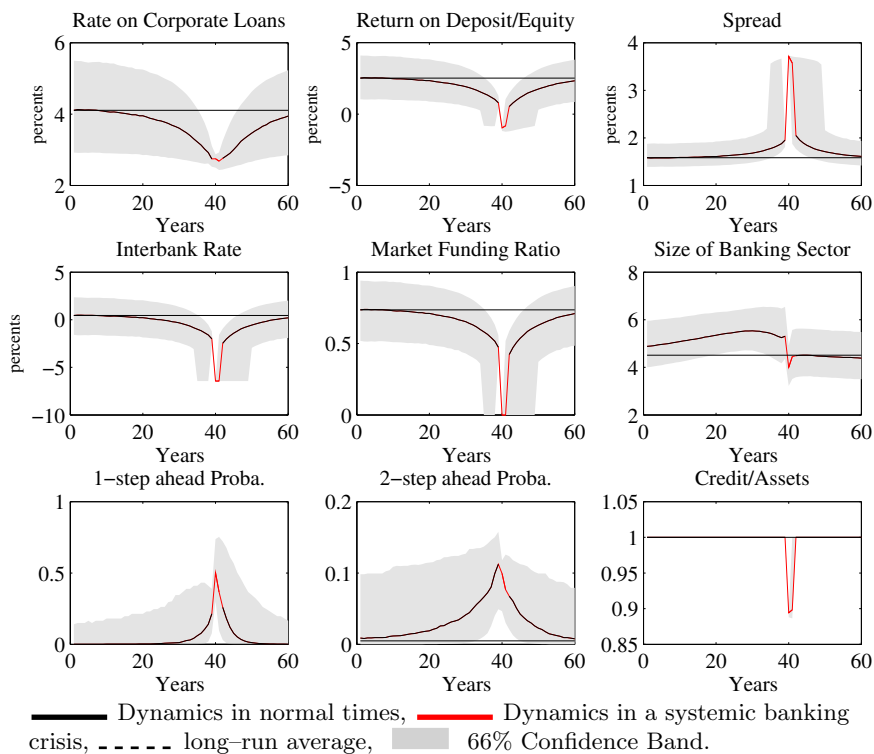 Rate on Corporate Loans
Return on Deposit/Equity
Spread
percents
6
4
2
0 20 40 60
Years
percents
5
0
−5
0 20 40 60
Years
percents
4
3
2
1
0 20 40 60
Years
Interbank Rate
Market Funding Ratio
Size of Banking Sector
percents
5
0
−5
−10
0 20 40 60
Years
1
0.5
0
0 20 40 60
Years
8
6
4
2
0 20 40 60
Years
1−step ahead Proba.
2−step ahead Proba.
Credit/Assets
1
0.5
0
0 20 40 60
Years
0.2
0.1
0
0 20 40 60
Years
1.05
1
0.95
0.9
0.85
0 20 40 60
Years
Dynamics in normal times, Dynamics in a systemic banking
crisis, long–run average, 66% Confidence Band.